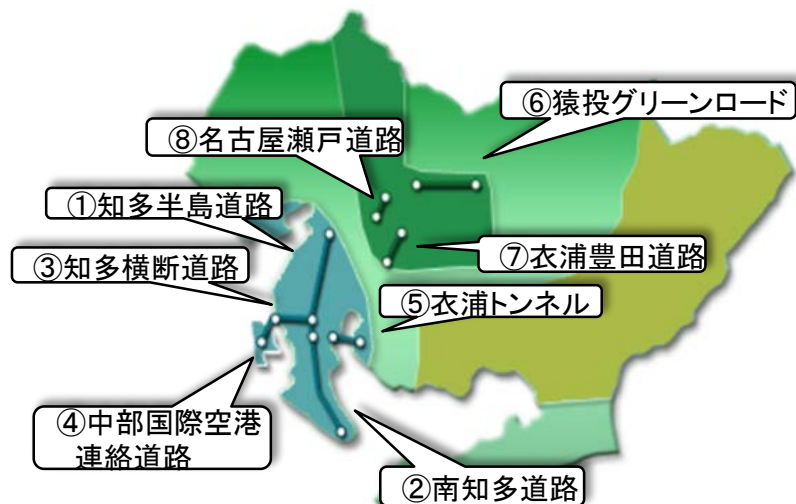 ⑥猿投グリーンロード
⑧名古屋瀬戸道路
①知多半島道路
③知多横断道路
⑦衣浦豊田道路
⑤衣浦トンネル
④中部国際空港
連絡道路
②南知多道路